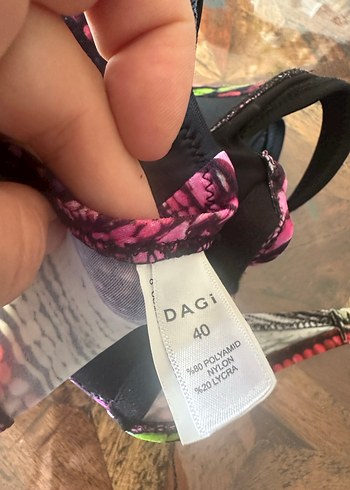 DAGi
40
%80 POLYAMID
NYLON
%20 LYCRA